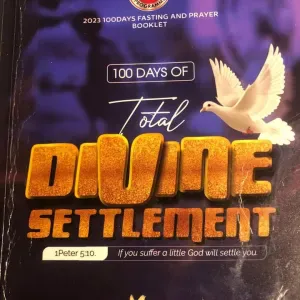 PROGRAMME
2023 100DAYS FASTING AND PRAYER
BOOKLET
100 DAYS OF
Total
DIVINE
SETTLEMENT
1Peter 5:10. If you suffer a little God will settle you.